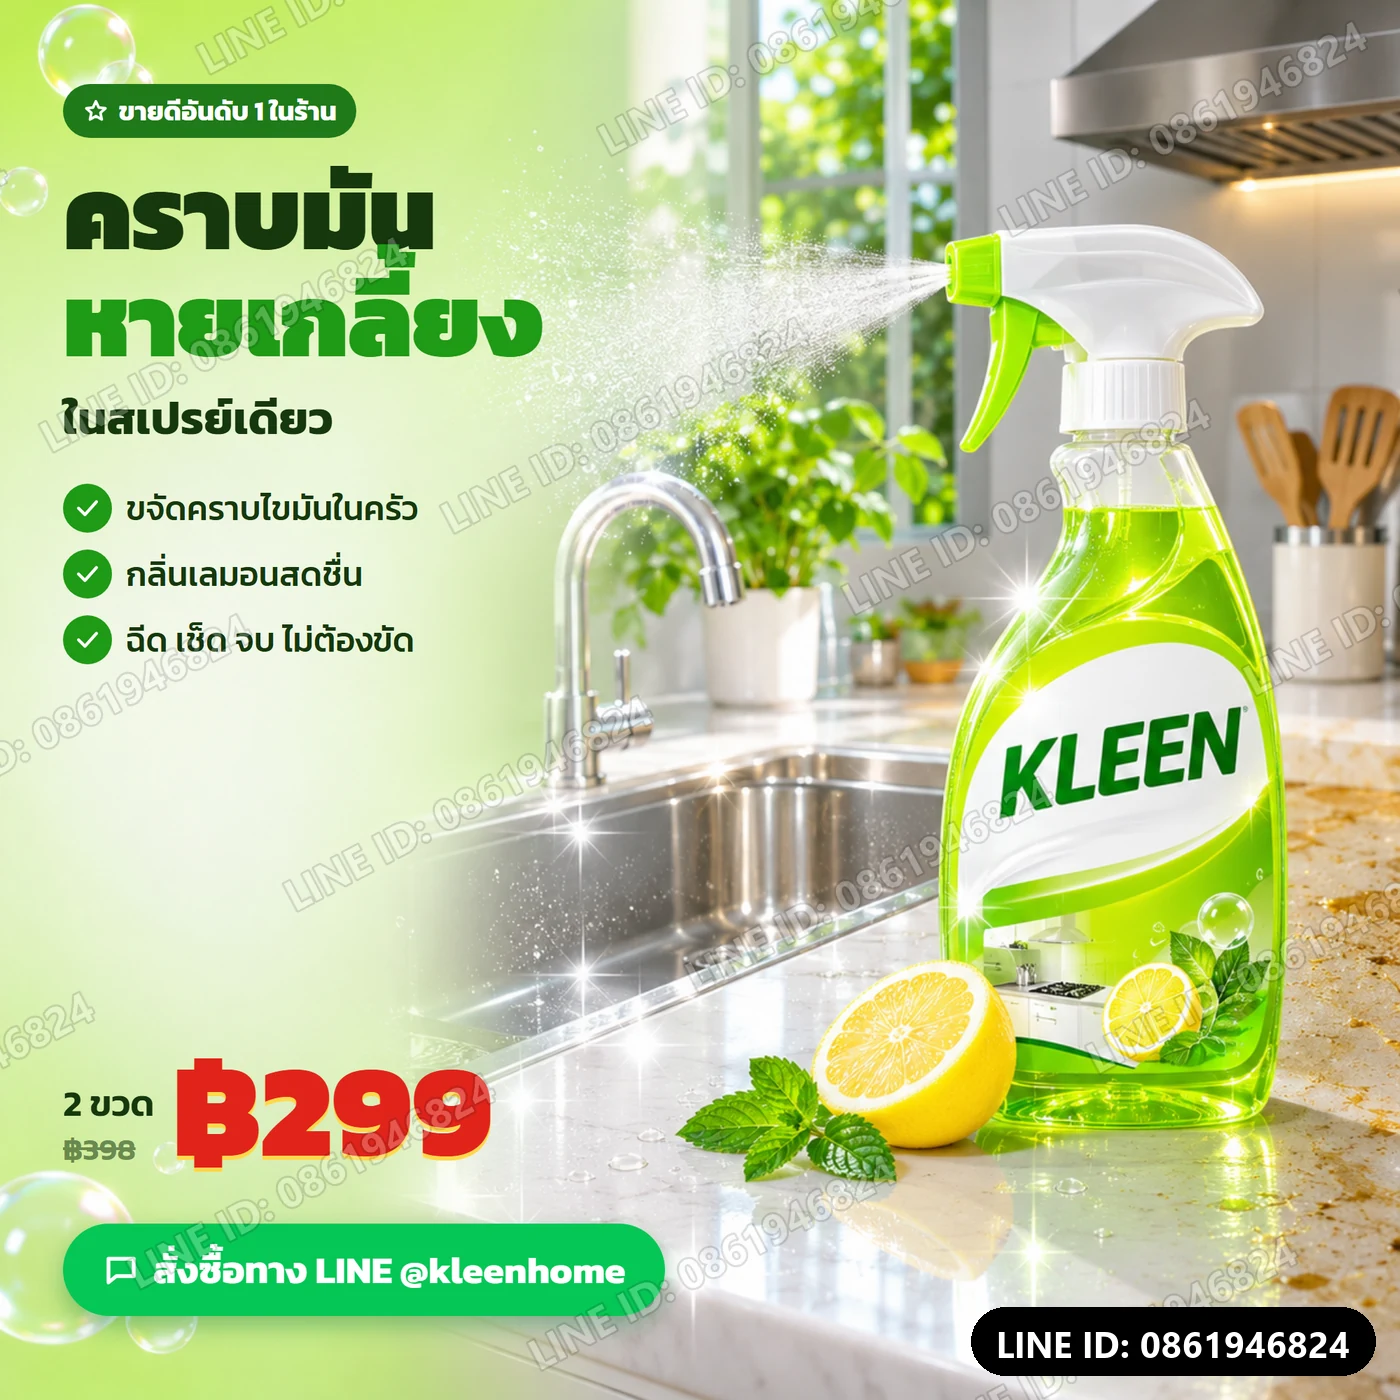 ขายดีอันดับ 1 ในร้าน
คราบมัน
หายเกลี้ยง
ในสเปรย์เดียว
ขจัดคราบไขมันในครัว
กลิ่นเลมอนสดชื่น
ฉีด เช็ด จบ ไม่ต้องขัด
KLEEN
2 ขวด
฿398
฿299
สั่งซื้อทาง LINE @kleenhome
LINE ID: 0861946824